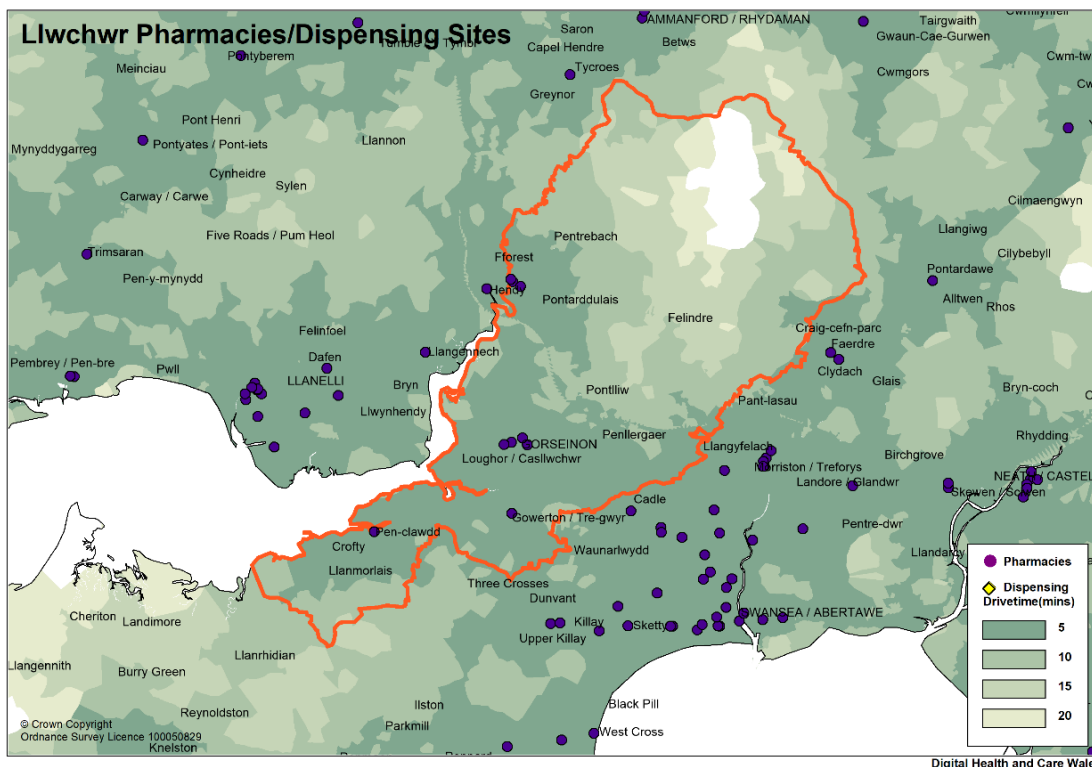 Llwchwr Pharmacies/Dispensing Sites
AMMANFORD / RHYDAMAN
Saron
Tairgwaith
Gwaun-Cae-Gurwen
Capel Hendre
Betws
Pontyberem
Meinciau
Tycroes
Cwmgors
Greynor
Pont Henri
Llannon
Mynyddygarreg
Pontyates / Pont-iets
Cynheidre
Sylen
Carway / Carwe
Cilmaengwyn
Five Roads / Pum Heol
Pentrebach
Llangiwg
Trimsaran
Fforest
Cilybebyll
Pen-y-mynydd
Hendy
Pontardawe
Pontarddulais
Alltwen
Rhos
Felindre
Felinfoel
Craig-cefn-parc
Faerdre
Pembrey / Pen-bre
Pwll
Dafen
Llangennech
Clydach
LLANELLI
Bryn
Glais
Bryn-coch
Pontlliw
Pant-lasau
Llwynhendy
Penllergaer
GORSEINON
Llangyfelach
Birchgrove
Rhydding
Loughor / Casllwchwr
Morriston / Treforys
Landore / Glandwr
Skewen / Sgiwen
Cadle
Gowerton / Tre-gwyr
Pentre-dwr
Pen-clawdd
Crofty
Waunarlwydd
Llandarcy
Llanmorlais
Three Crosses
Dunvant
Cheriton
Landimore
Killay
Sketty
SWANSEA / ABERTAWE
Upper Killay
Llanrhidian
Llangennith
Burry Green
Ilston
Black Pill
Reynoldston
Parkmill
West Cross
Knelston
Pharmacies
Dispensing
Drivetime(mins)
5
10
15
20
© Crown Copyright
Ordnance Survey Licence 100050829
Digital Health and Care Wale